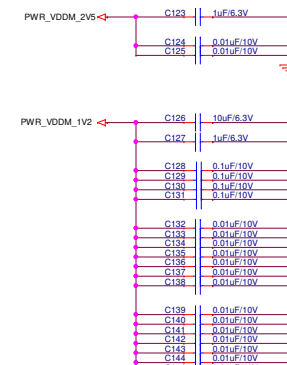 PWR_VDDM_2V5 C123 1uF/6.3V
C124 0.01uF/10V
C125 0.01uF/10V
PWR_VDDM_1V2 C126 10uF/6.3V
C127 1uF/6.3V
C128 0.1uF/10V
C129 0.1uF/10V
C130 0.1uF/10V
C131 0.1uF/10V
C132 0.01uF/10V
C133 0.01uF/10V
C134 0.01uF/10V
C135 0.01uF/10V
C136 0.01uF/10V
C137 0.01uF/10V
C138 0.01uF/10V
C139 0.01uF/10V
C140 0.01uF/10V
C141 0.01uF/10V
C142 0.01uF/10V
C143 0.01uF/10V
C144 0.01uF/10V